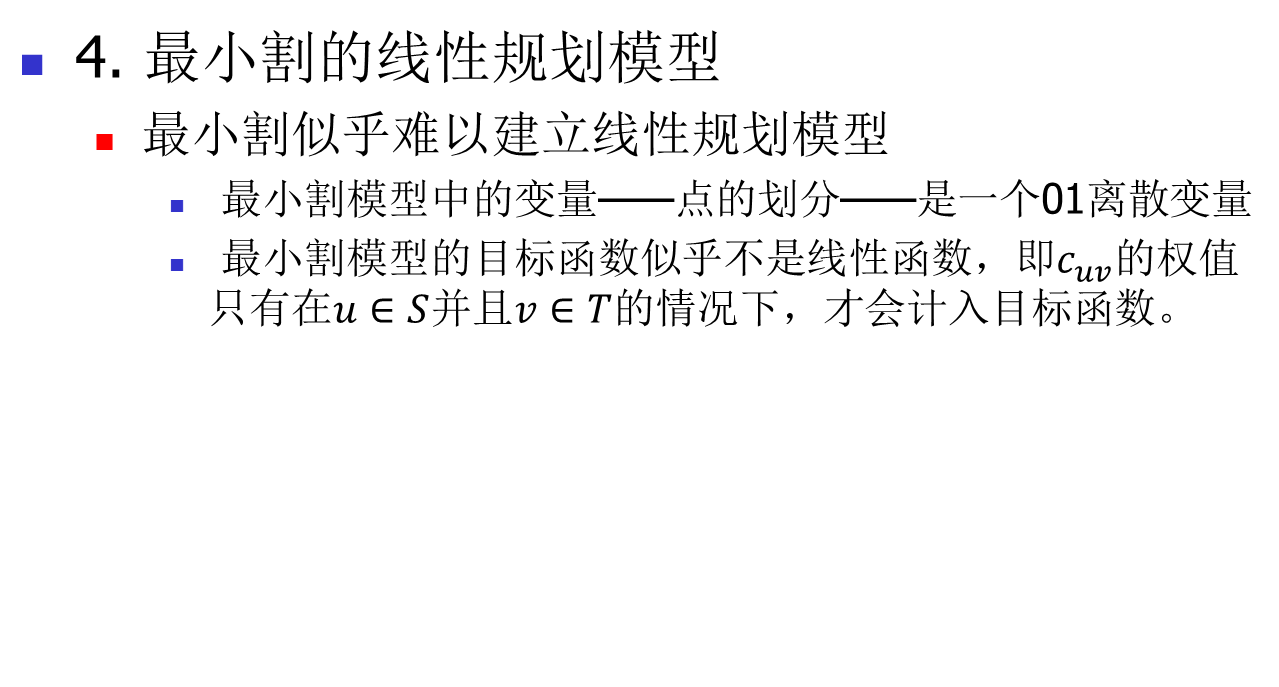 4. 最小割的线性规划模型
最小割似乎难以建立线性规划模型
最小割模型中的变量——点的划分——是一个01离散变量
最小割模型的目标函数似乎不是线性函数，即𝑐𝑢𝑣的权值
只有在𝑢 ∈ 𝑆并且𝑣 ∈ 𝑇的情况下，才会计入目标函数。